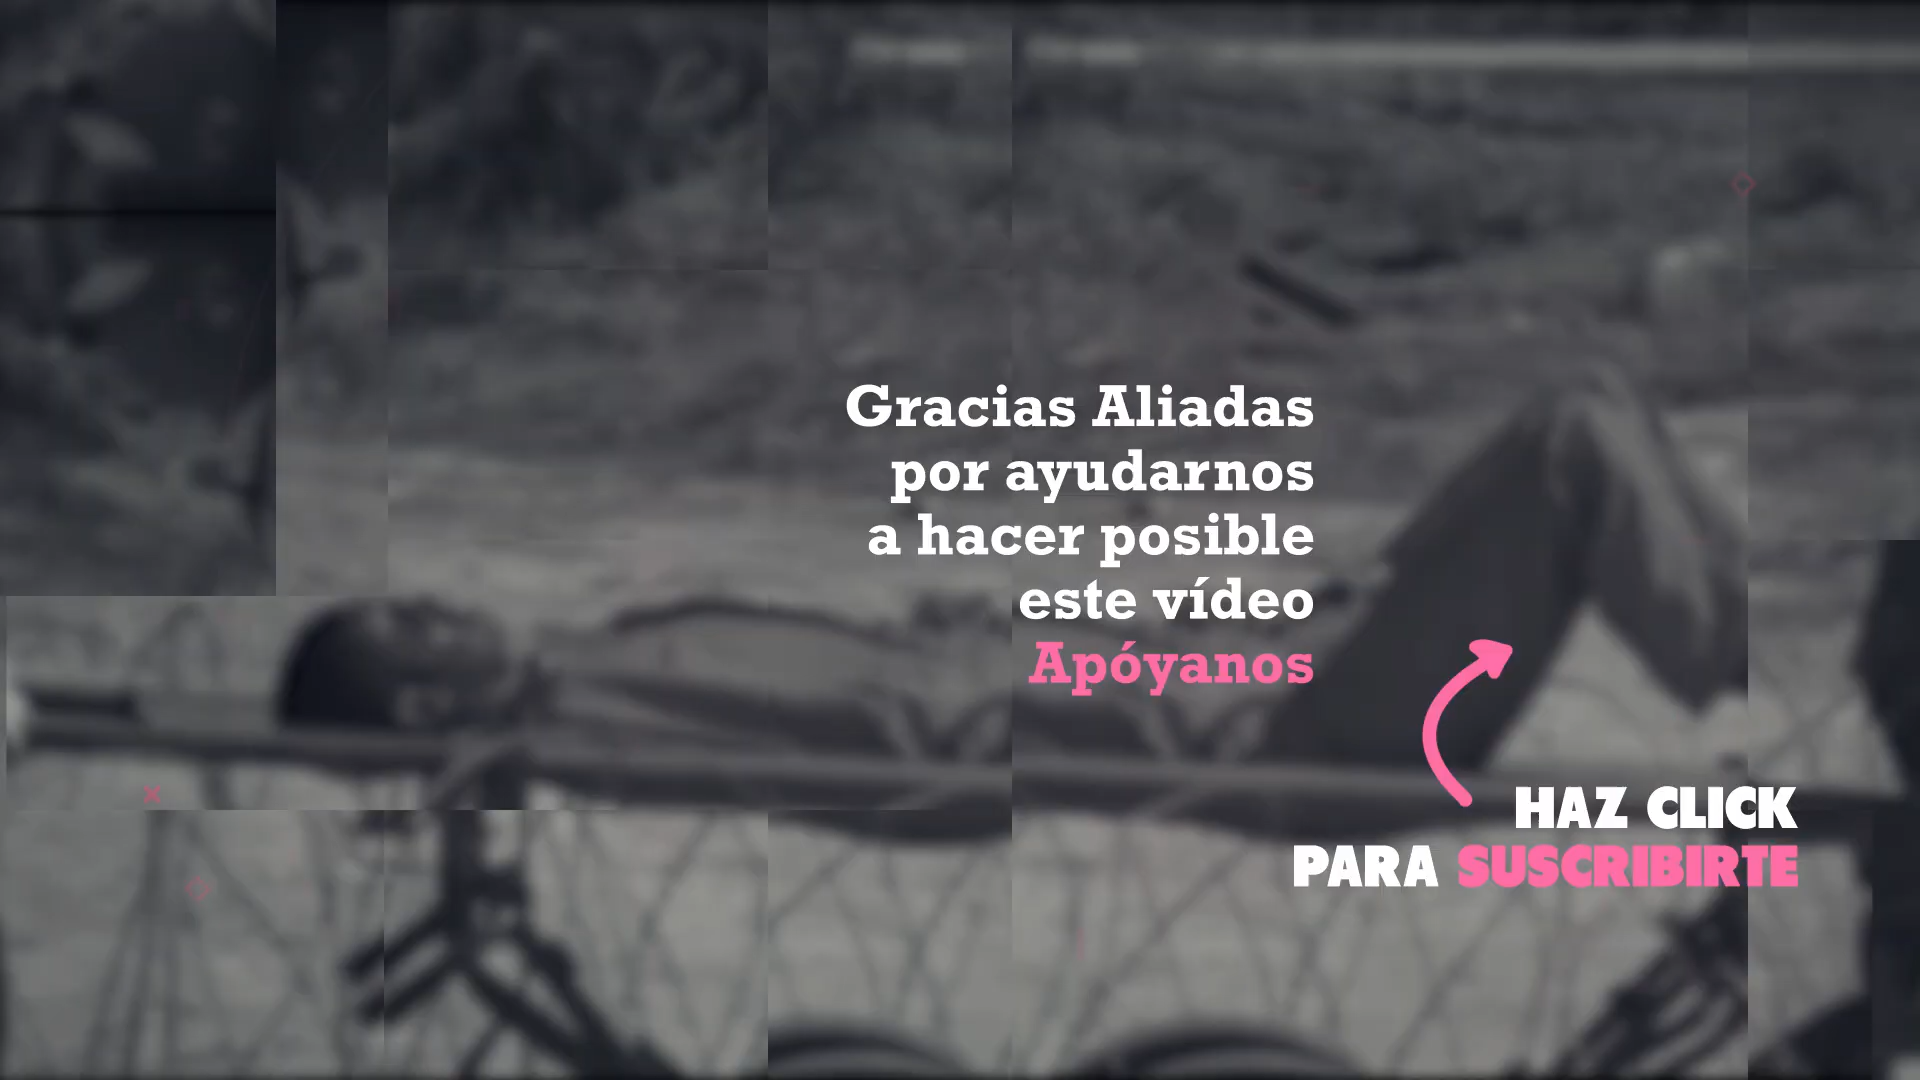 Gracias Aliadas
por ayudarnos
a hacer posible
este vídeo
Apóyanos
HAZ CLICK
PARA SUSCRIBIRTE